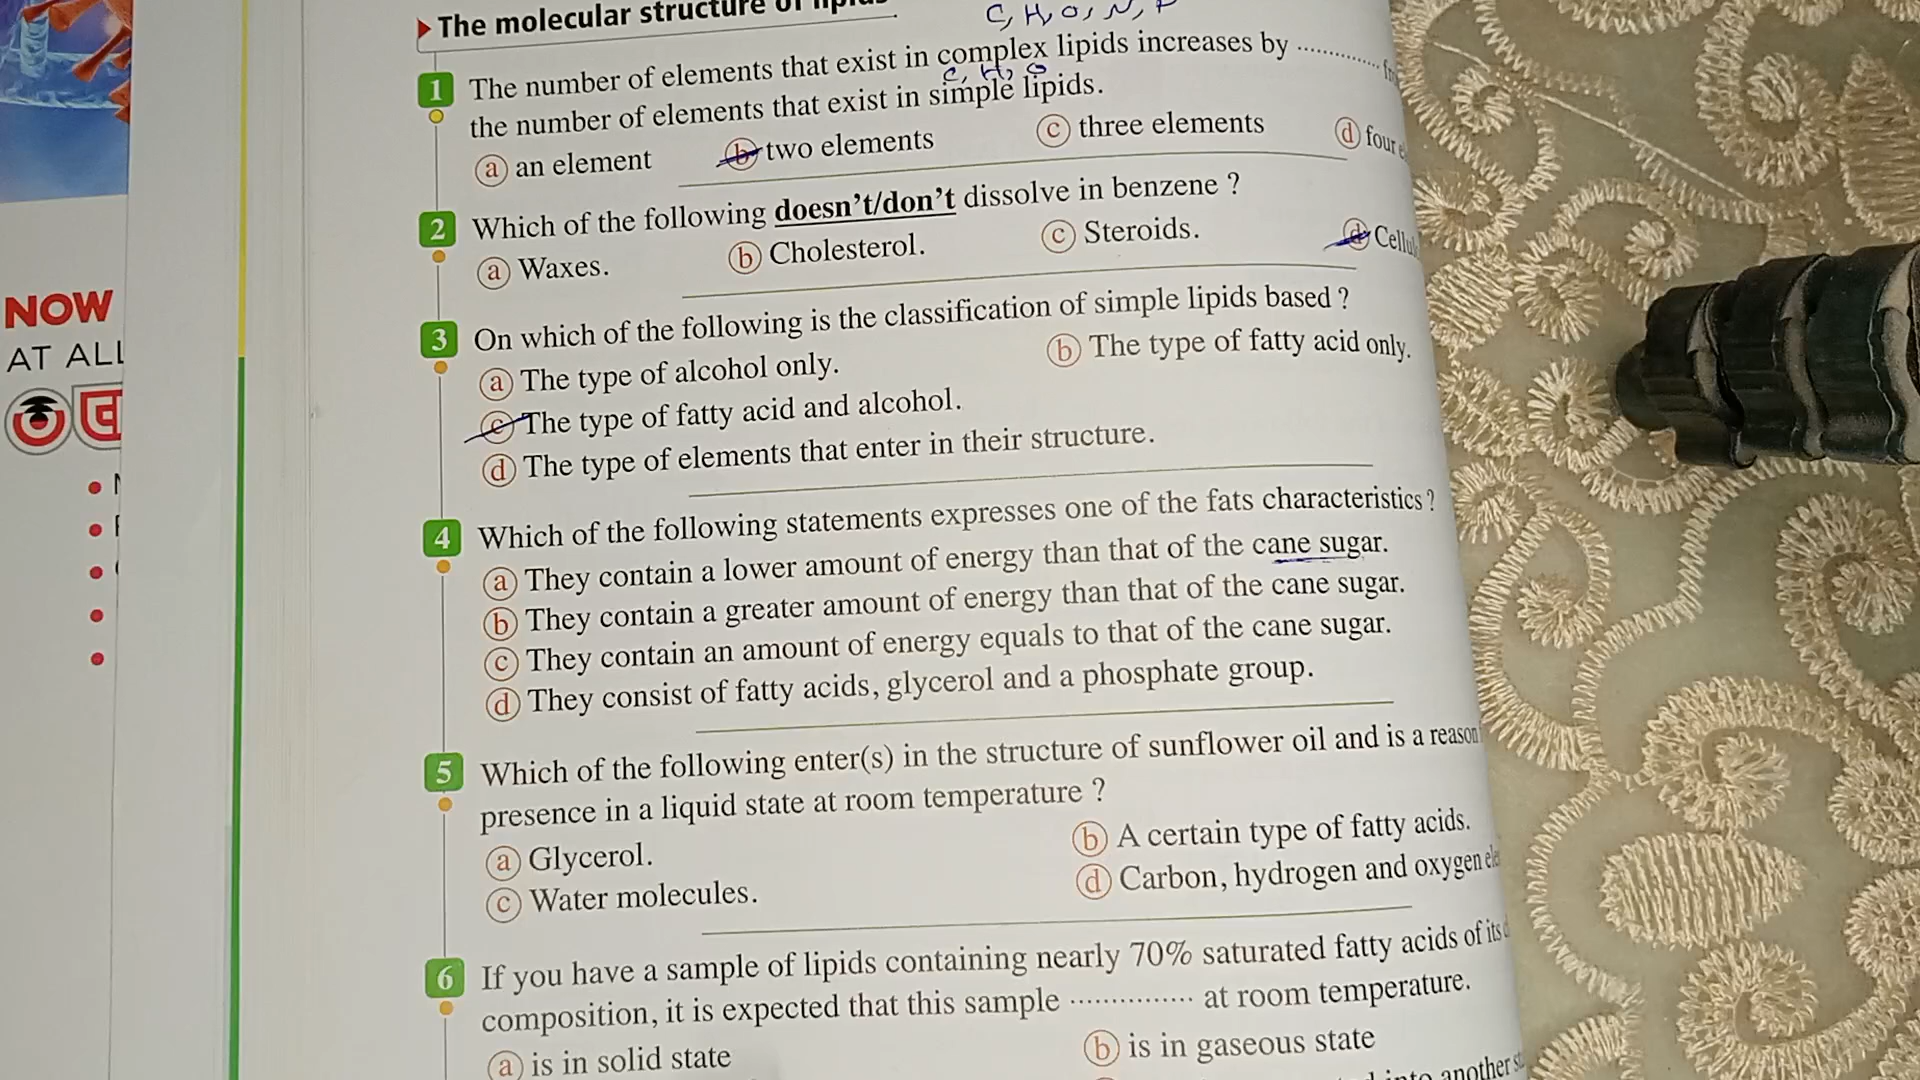 The molecular structure of
C, H, O, N, P
1 The number of elements that exist in complex lipids increases by ..............
C, H, O
the number of elements that exist in simple lipids.
a an element b two elements c three elements d four
2 Which of the following doesn't/don't dissolve in benzene ?
a Waxes. b Cholesterol. c Steroids. d
3 On which of the following is the classification of simple lipids based ?
a The type of alcohol only. b The type of fatty acid only.
c The type of fatty acid and alcohol.
d The type of elements that enter in their structure.
4 Which of the following statements expresses one of the fats characteristics ?
a They contain a lower amount of energy than that of the cane sugar.
b They contain a greater amount of energy than that of the cane sugar.
c They contain an amount of energy equals to that of the cane sugar.
d They consist of fatty acids, glycerol and a phosphate group.
5 Which of the following enter(s) in the structure of sunflower oil and is a reason
presence in a liquid state at room temperature ?
a Glycerol. b A certain type of fatty acids.
c Water molecules. d Carbon, hydrogen and oxygen
6 If you have a sample of lipids containing nearly 70% saturated fatty acids of its
composition, it is expected that this sample ............... at room temperature.
a is in solid state b is in gaseous state
into another
NOW
AT ALL